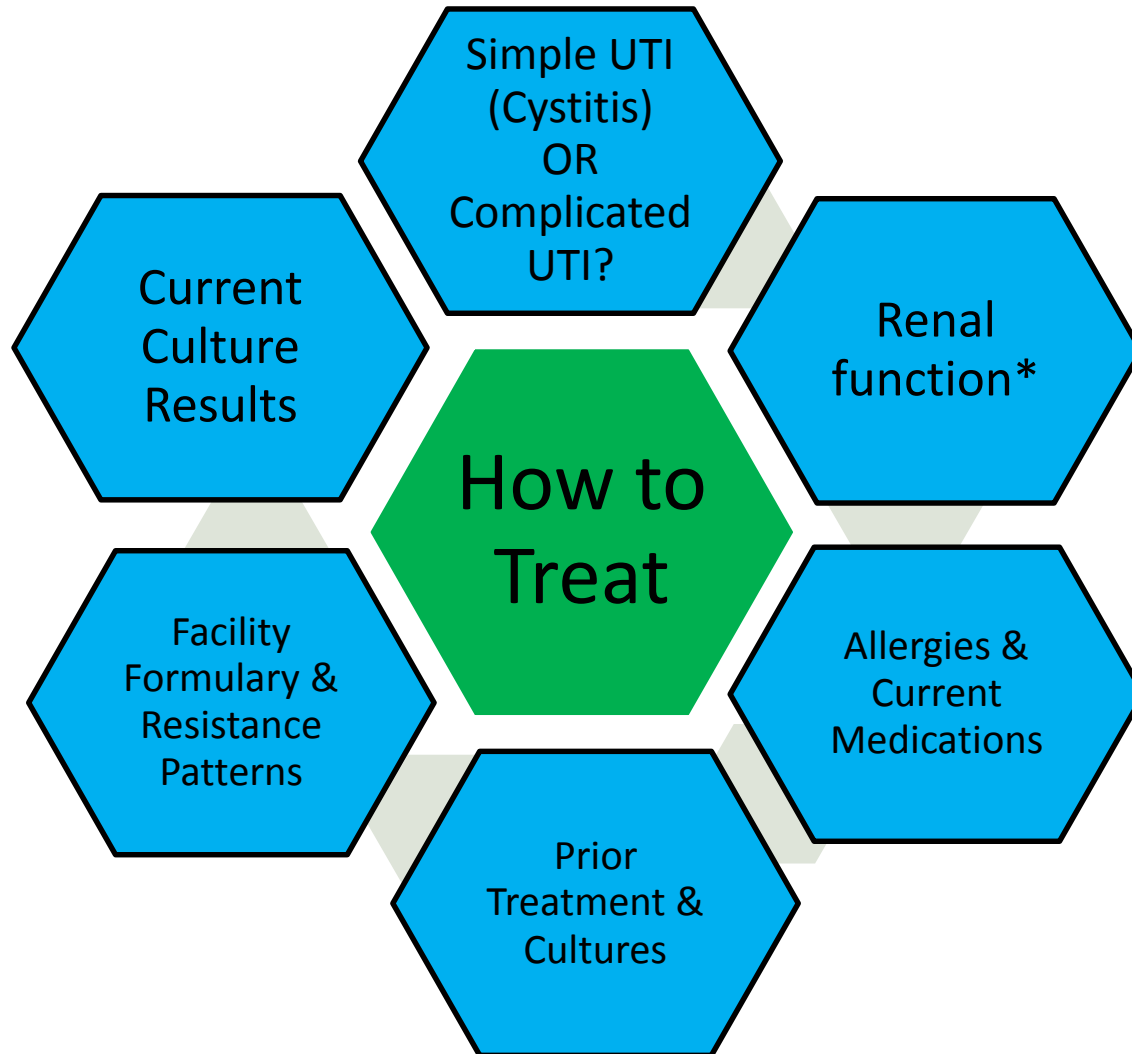 Simple UTI
(Cystitis)
OR
Complicated
UTI?
Renal
function*
Allergies &
Current
Medications
Prior
Treatment &
Cultures
Facility
Formulary &
Resistance
Patterns
Current
Culture
Results
How to
Treat